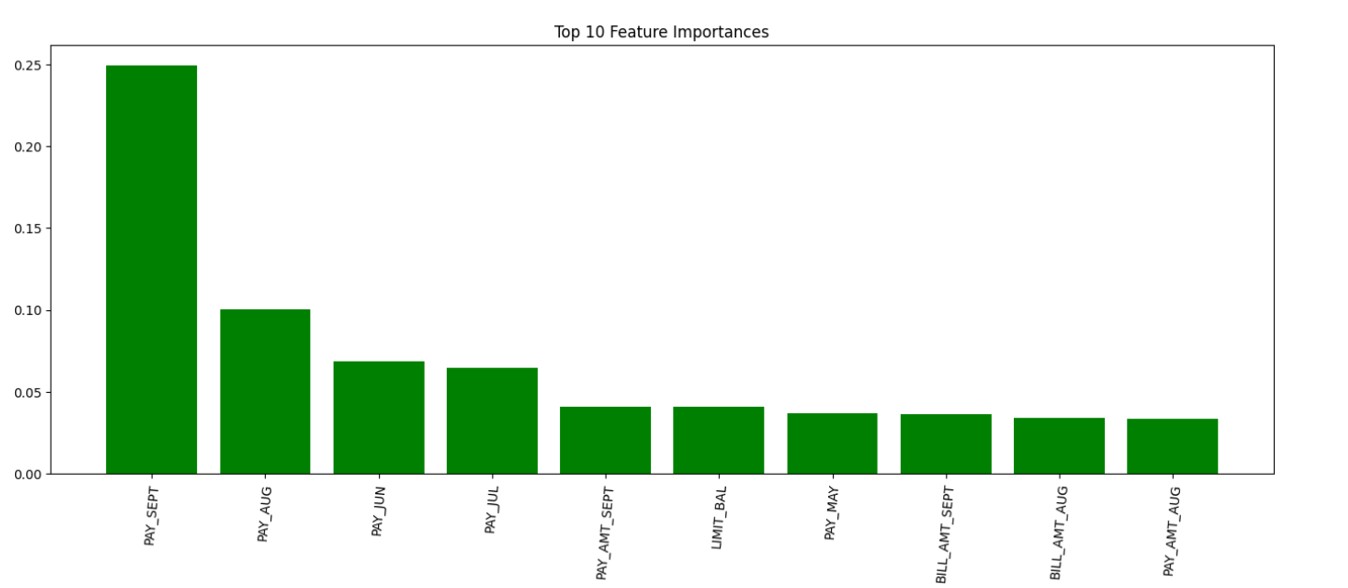 Top 10 Feature Importances
0.25
0.20
0.15
0.10
0.05
0.00
PAY_SEPT
PAY_AUG
PAY_JUN
PAY_JUL
PAY_AMT_SEPT
LIMIT_BAL
PAY_MAY
BILL_AMT_SEPT
BILL_AMT_AUG
PAY_AMT_AUG